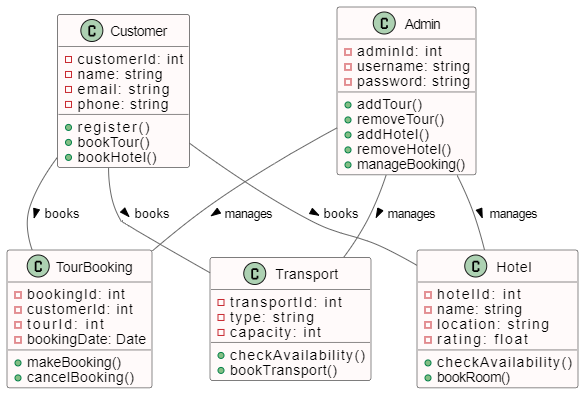 C Customer
customerId: int
name: string
email: string
phone: string
register()
bookTour()
bookHotel()
C Admin
adminId: int
username: string
password: string
addTour()
removeTour()
addHotel()
removeHotel()
manageBooking()
books
books
manages
books
manages
manages
C TourBooking
bookingId: int
customerId: int
tourId: int
bookingDate: Date
makeBooking()
cancelBooking()
C Transport
transportId: int
type: string
capacity: int
checkAvailability()
bookTransport()
C Hotel
hotelId: int
name: string
location: string
rating: float
checkAvailability()
bookRoom()